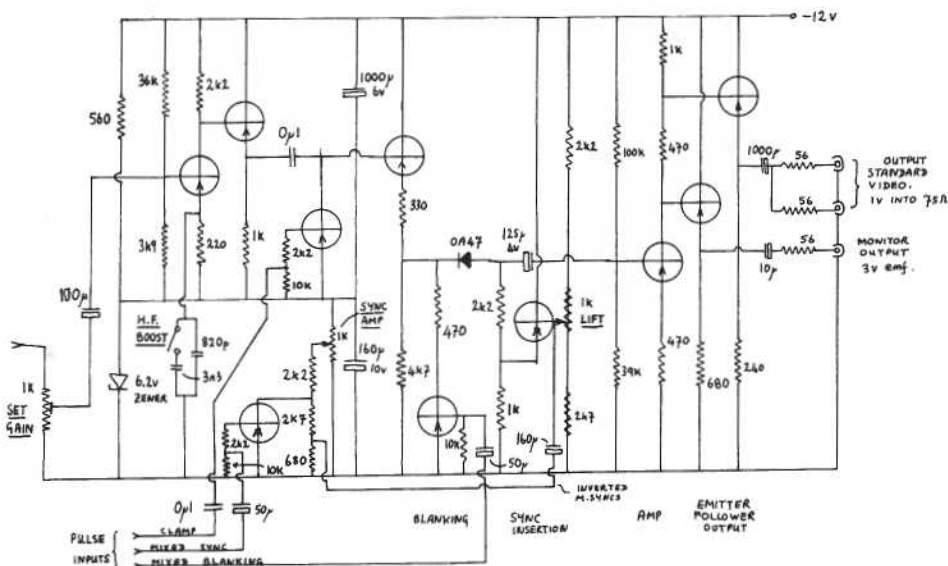 -12v
1k
36k
2k2
1000µ
6v
560
0µ1
2k2
100k
470
1000µ
56
OUTPUT
STANDARD
VIDEO.
1V INTO 75Ω
330
56
3k9
220
1k
2k2
0A47
125µ
4v
10µ
56
MONITOR
OUTPUT
3v emf.
10k
100µ
H.F.
BOOST
820p
3n3
SYNC
AMP
1k
160µ
10v
470
2k2
1k
LIFT
1k
SET
GAIN
6.2v
ZENER
2k2
4k7
39k
470
680
240
2k2
2k7
10k
680
10k
1k
160µ
2k7
50µ
0µ1
50µ
INVERTED
M.SYNCS
BLANKING
SYNC
INSERTION
AMP
EMITTER
FOLLOWER
OUTPUT
PULSE
INPUTS
CLAMP
MIXED SYNC
MIXED BLANKING